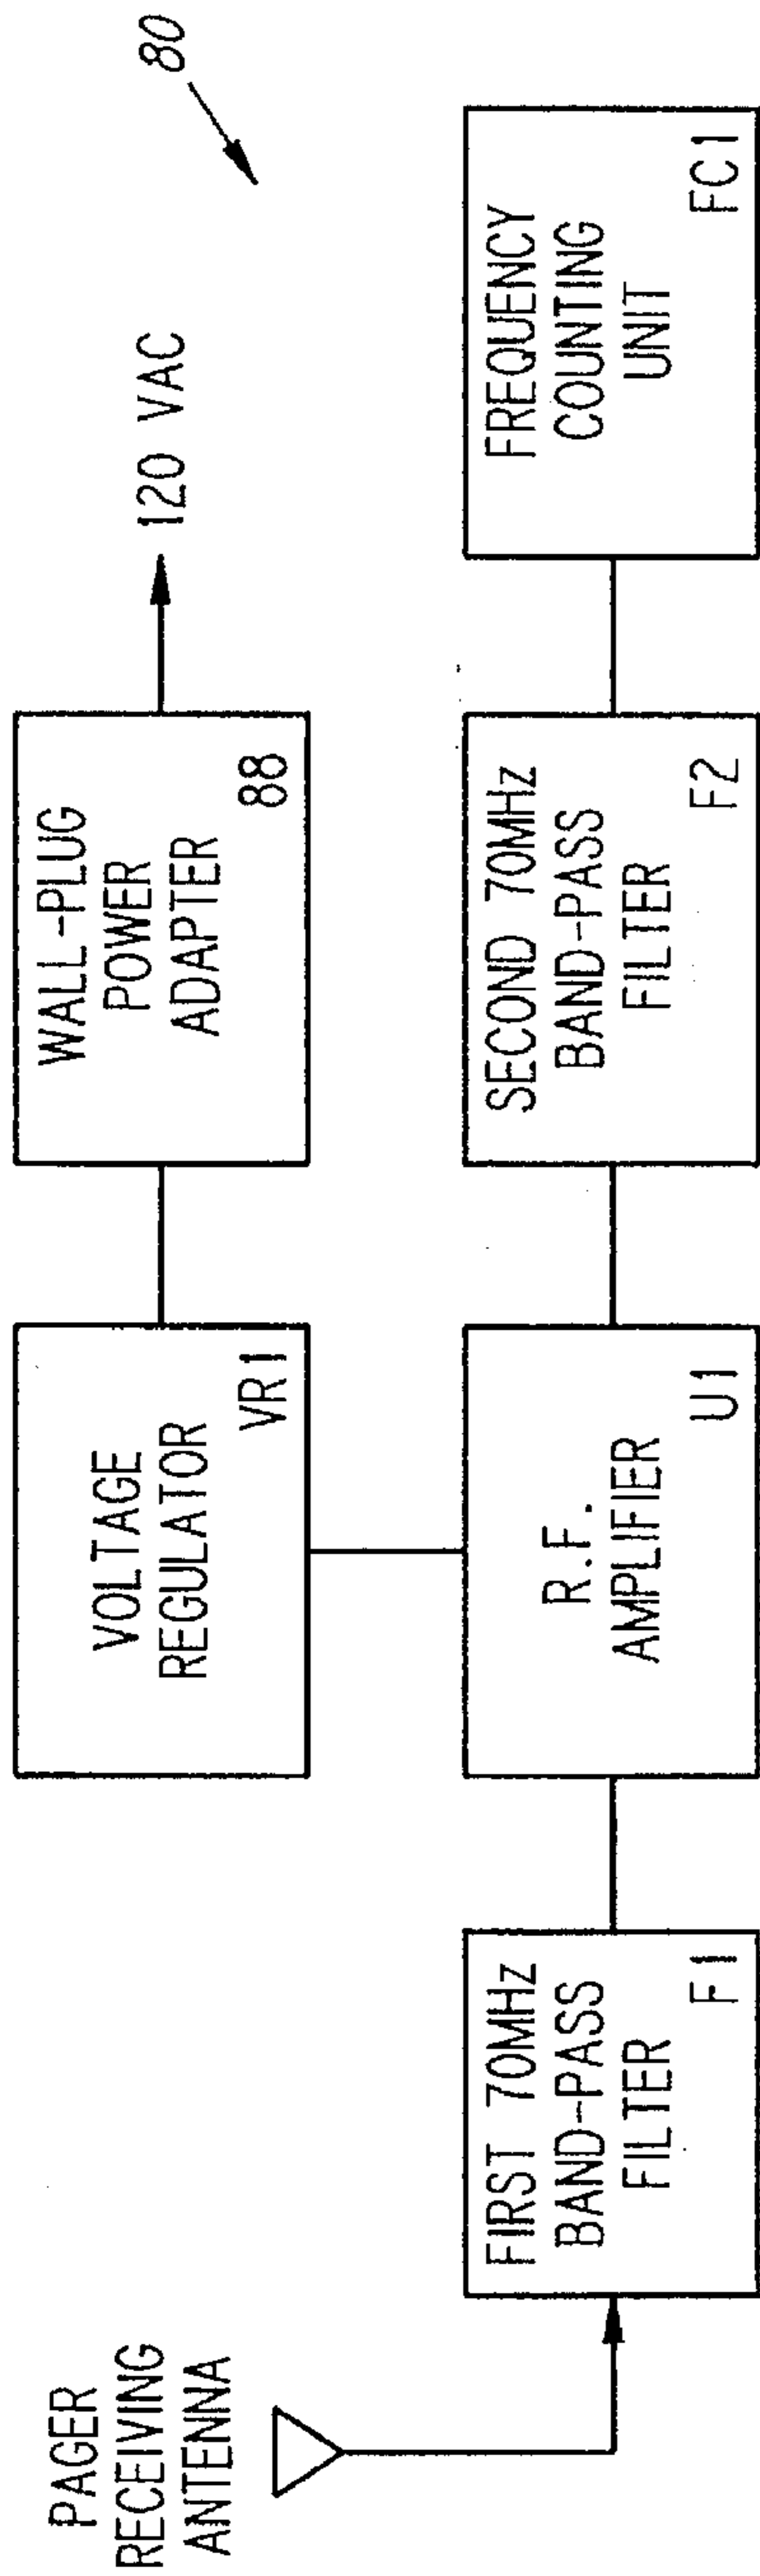 80
VOLTAGE
REGULATOR
VR1
WALL-PLUG
POWER
ADAPTER
88
120 VAC
PAGER
RECEIVING
ANTENNA
FIRST 70MHz
BAND-PASS
FILTER
F1
R.F.
AMPLIFIER
U1
SECOND 70MHz
BAND-PASS
FILTER
F2
FREQUENCY
COUNTING
UNIT
FC1